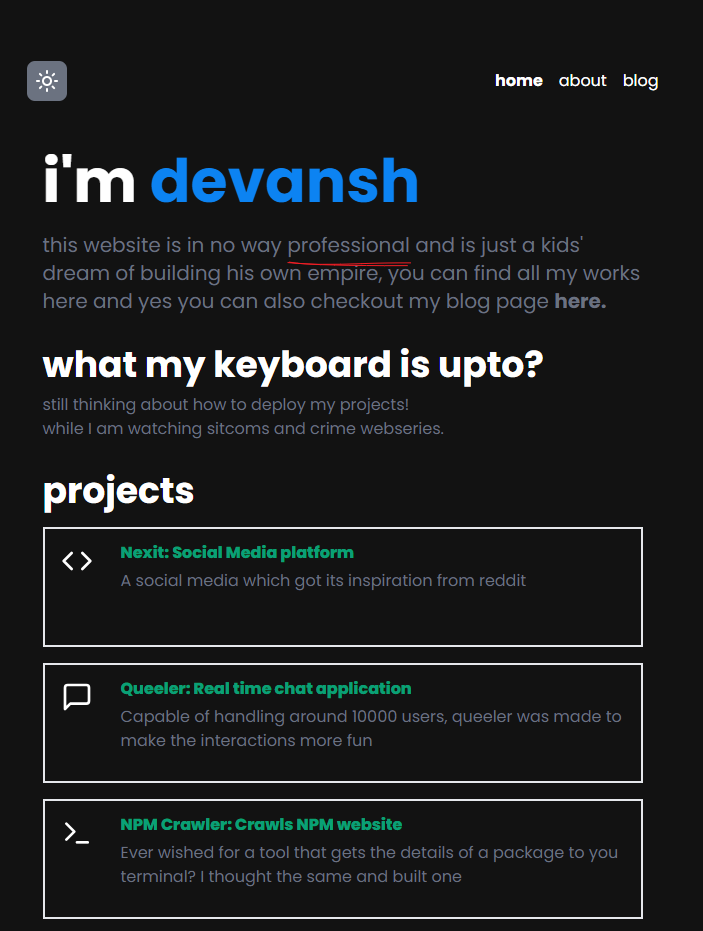 home about blog
i'm devansh
this website is in no way professional and is just a kids'
dream of building his own empire, you can find all my works
here and yes you can also checkout my blog page here.
what my keyboard is upto?
still thinking about how to deploy my projects!
while I am watching sitcoms and crime webseries.
projects
Nexit: Social Media platform
A social media which got its inspiration from reddit
Queeler: Real time chat application
Capable of handling around 10000 users, queeler was made to
make the interactions more fun
NPM Crawler: Crawls NPM website
Ever wished for a tool that gets the details of a package to you
terminal? I thought the same and built one